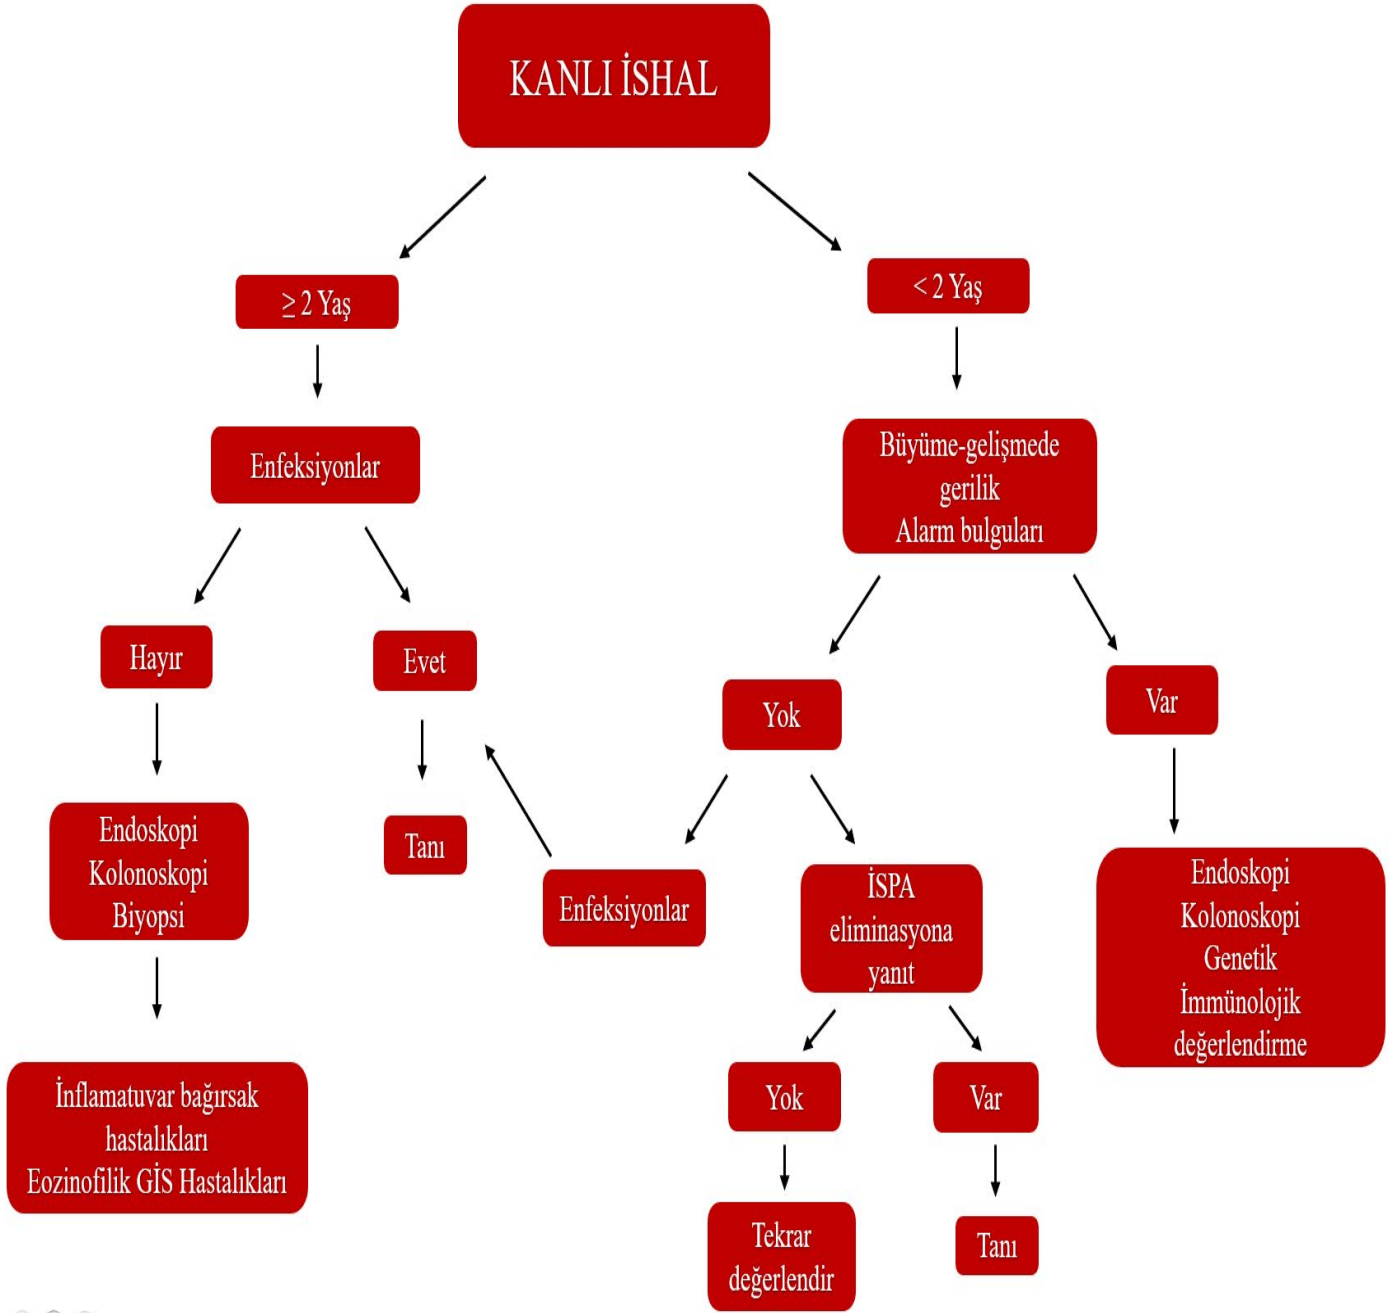 KANLI İSHAL
≥ 2 Yaş
< 2 Yaş
Enfeksiyonlar
Büyüme-gelişmede
gerilik
Alarm bulguları
Hayır
Evet
Yok
Var
Endoskopi
Kolonoskopi
Biyopsi
Tanı
Enfeksiyonlar
İSPA
eliminasyona
yanıt
Endoskopi
Kolonoskopi
Genetik
İmmünolojik
değerlendirme
İnflamatuvar bağırsak
hastalıkları
Eozinofilik GİS Hastalıkları
Yok
Var
Tekrar
değerlendir
Tanı